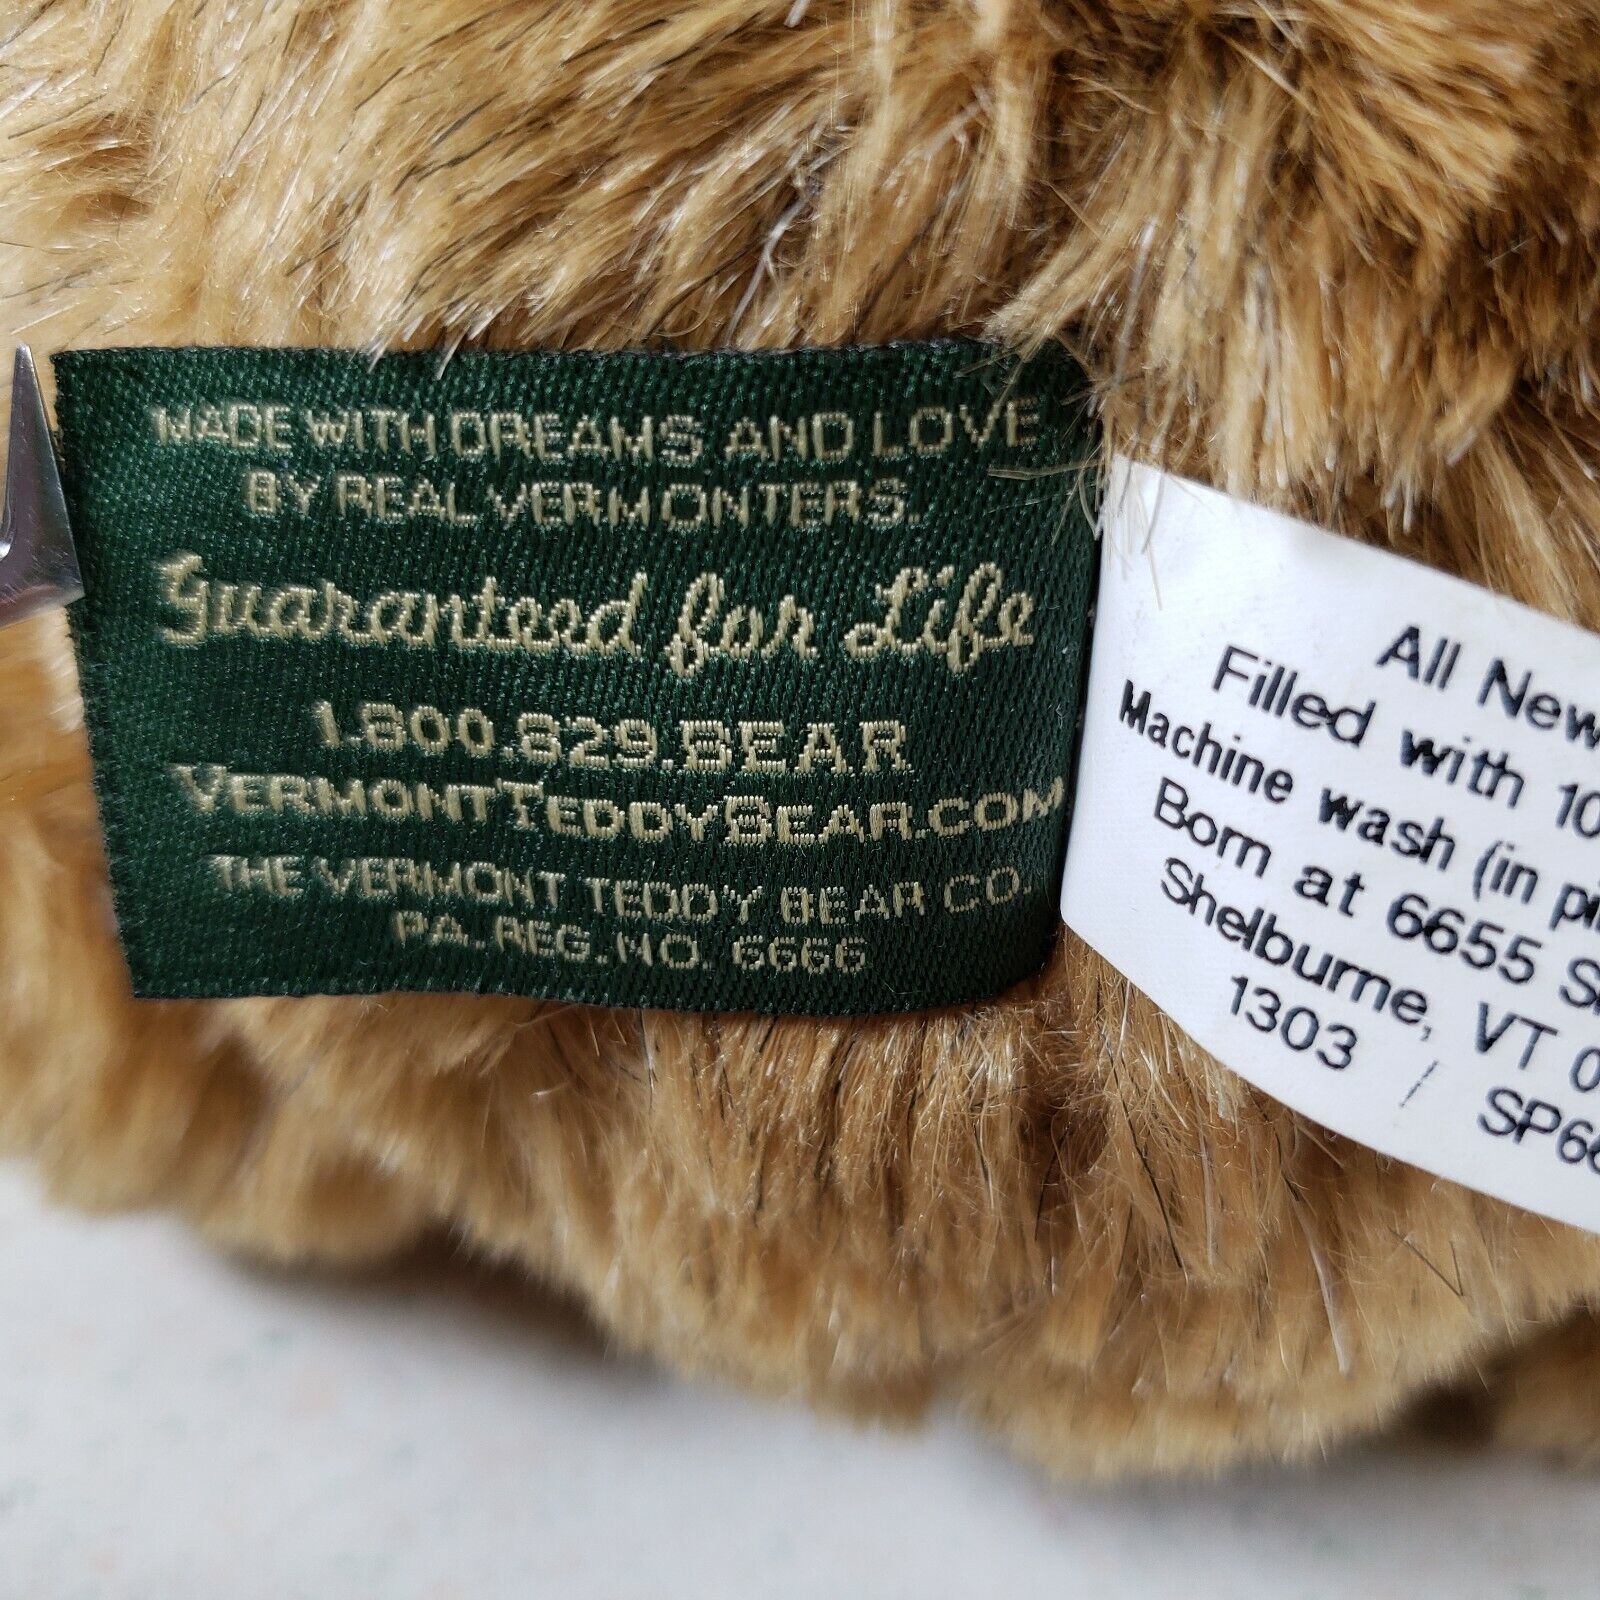 MADE WITH DREAMS AND LOVE
BY REAL VERMONTERS.
Guaranteed for Life
1.800.829.BEAR
VERMONTTEDDYBEAR.COM
THE VERMONT TEDDY BEAR CO.
PA. REG. NO. 6666
All New
Filled with 10
Machine wash (in pi
Born at 6655 S
Shelburne, VT 0
1303 / SP66